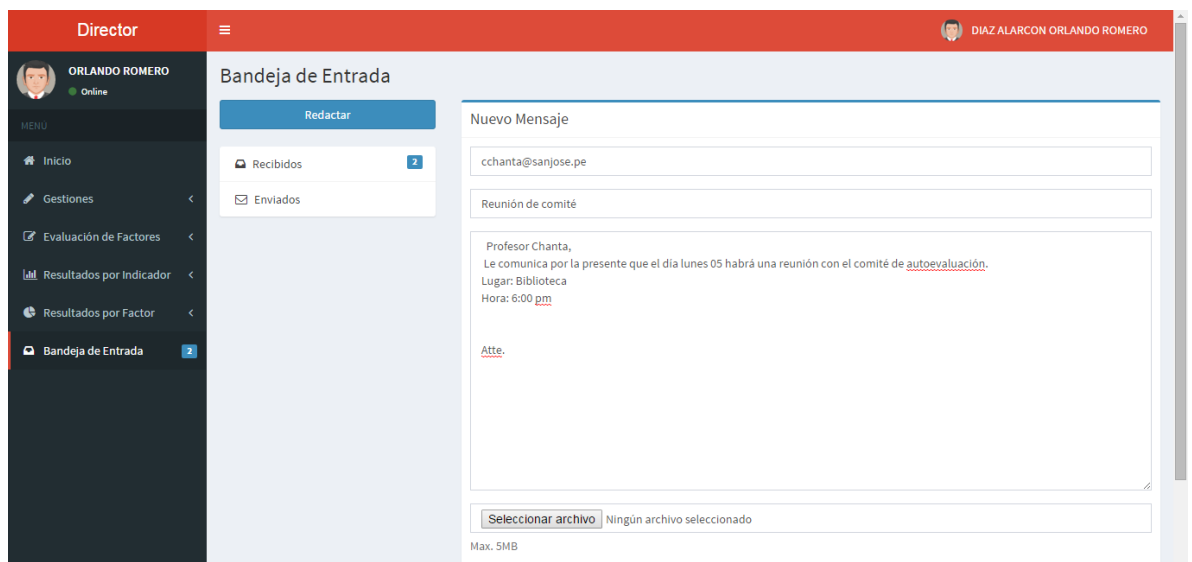 Director
DIAZ ALARCON ORLANDO ROMERO
ORLANDO ROMERO
Online
MENÚ
Inicio
Gestiones
Evaluación de Factores
Resultados por Indicador
Resultados por Factor
Bandeja de Entrada 2
Bandeja de Entrada
Redactar
Recibidos 2
Enviados
Nuevo Mensaje
cchanta@sanjose.pe
Reunión de comité
Profesor Chanta,
Le comunica por la presente que el día lunes 05 habrá una reunión con el comité de autoevaluación.
Lugar: Biblioteca
Hora: 6:00 pm
Atte.
Seleccionar archivo Ningún archivo seleccionado
Max. 5MB